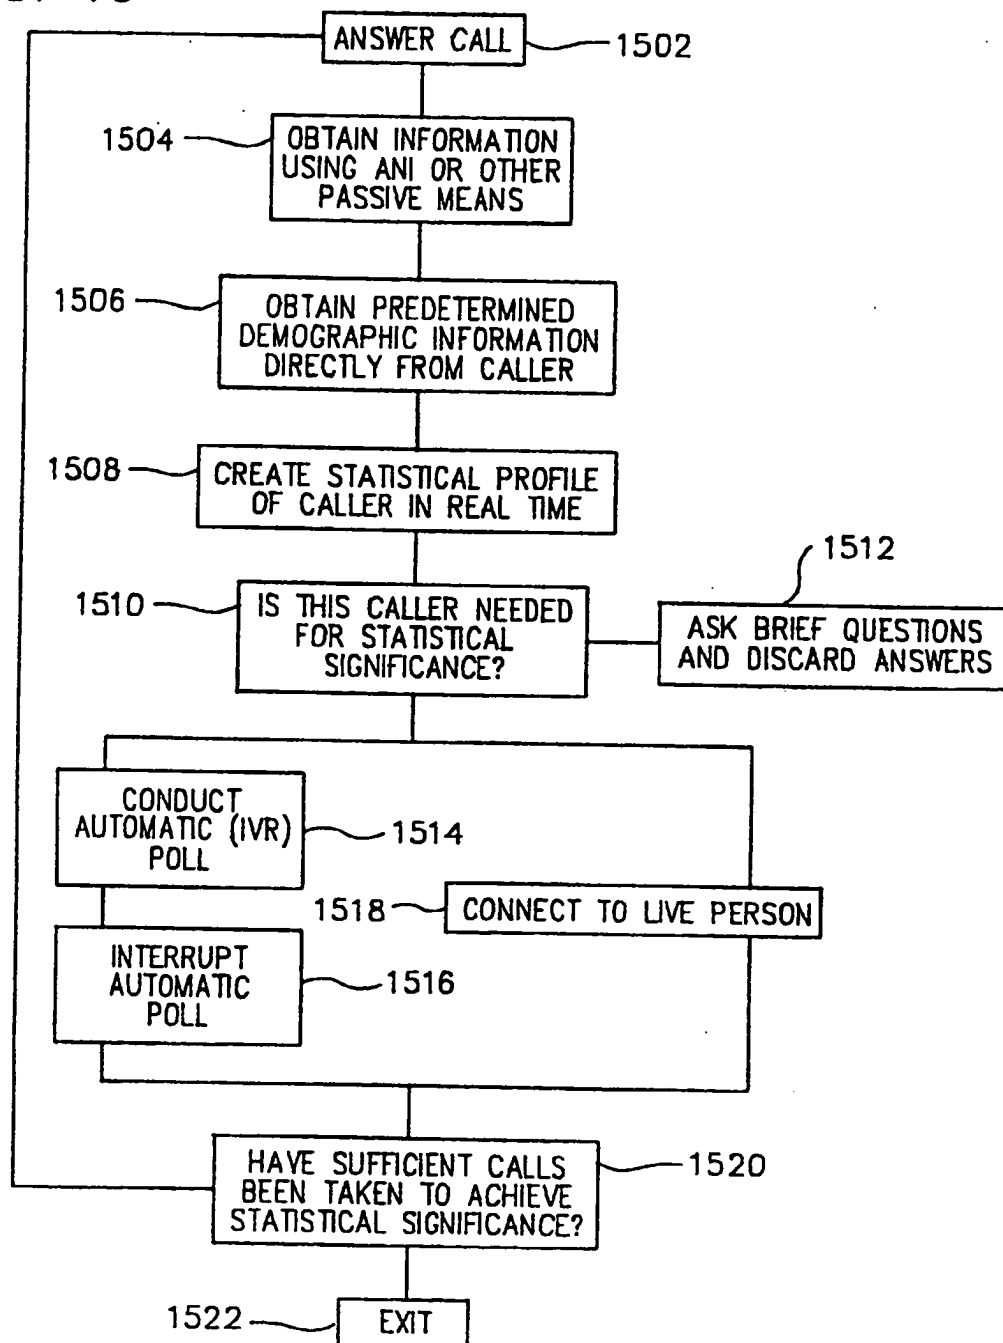 ANSWER CALL
1502
1504
OBTAIN INFORMATION
USING ANI OR OTHER
PASSIVE MEANS
1506
OBTAIN PREDETERMINED
DEMOGRAPHIC INFORMATION
DIRECTLY FROM CALLER
1508
CREATE STATISTICAL PROFILE
OF CALLER IN REAL TIME
1510
IS THIS CALLER NEEDED
FOR STATISTICAL
SIGNIFICANCE?
1512
ASK BRIEF QUESTIONS
AND DISCARD ANSWERS
CONDUCT
AUTOMATIC (IVR)
POLL
1514
INTERRUPT
AUTOMATIC
POLL
1516
1518
CONNECT TO LIVE PERSON
HAVE SUFFICIENT CALLS
BEEN TAKEN TO ACHIEVE
STATISTICAL SIGNIFICANCE?
1520
1522
EXIT